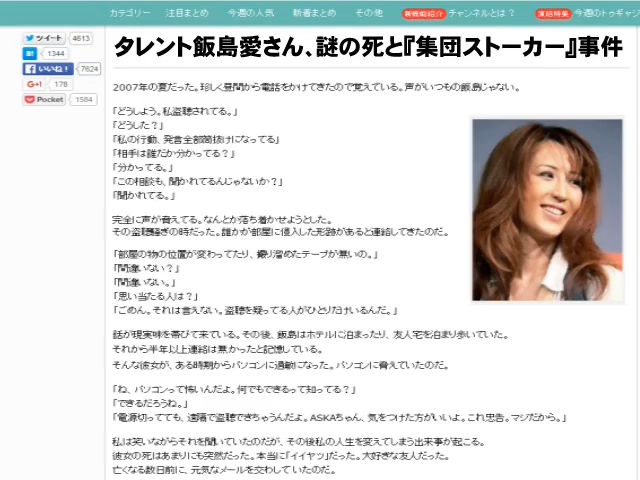 カテゴリー 注目まとめ 今週の人気 新着まとめ その他 新機能紹介 チャンネルとは？ 今週のトゥギャッ
ツイート 4613
B! 1344
いいね！ 7624
G+1 178
Pocket 1584
タレント飯島愛さん、謎の死と『集団ストーカー』事件
2007年の夏だった。珍しく昼間から電話をかけてきたので覚えている。声がいつもの飯島じゃない。
「どうしよう。私盗聴されてる。」
「どうした？」
「私の行動、発言全部筒抜けになってる」
「相手は誰だか分かってる？」
「分かってる。」
「この相談も、聞かれてるんじゃないか？」
「聞かれてる。」
完全に声が脅えてる。なんとか落ち着かせようとした。
その盗聴騒ぎの時だった。誰かが部屋に侵入した形跡があると連絡してきたのだ。
「部屋の物の位置が変わってたり、撮り溜めたテープが無いの。」
「間違いない？」
「間違いない。」
「思い当たる人は？」
「ごめん。それは言えない。盗聴を疑ってる人がひとりだけいるんだ。」
話が現実味を帯びて来ている。その後、飯島はホテルに泊まったり、友人宅を泊まり歩いていた。
それから半年以上連絡は無かったと記憶している。
そんな彼女が、ある時期からパソコンに過敏になった。パソコンに脅えていたのだ。
「ね、パソコンって怖いんだよ。何でもできるって知ってる？」
「できるだろうね。」
「電源切ってても、遠隔で盗聴できちゃうんだよ。ASKAちゃん、気をつけた方がいいよ。これ忠告。マジだから。」
私は笑いながらそれを聞いていたのだが、その後私の人生を変えてしまう出来事が起こる。
彼女の死はあまりにも突然だった。本当に「イイヤツ」だった。大好きな友人だった。
亡くなる数日前に、元気なメールを交わしていたのだ。